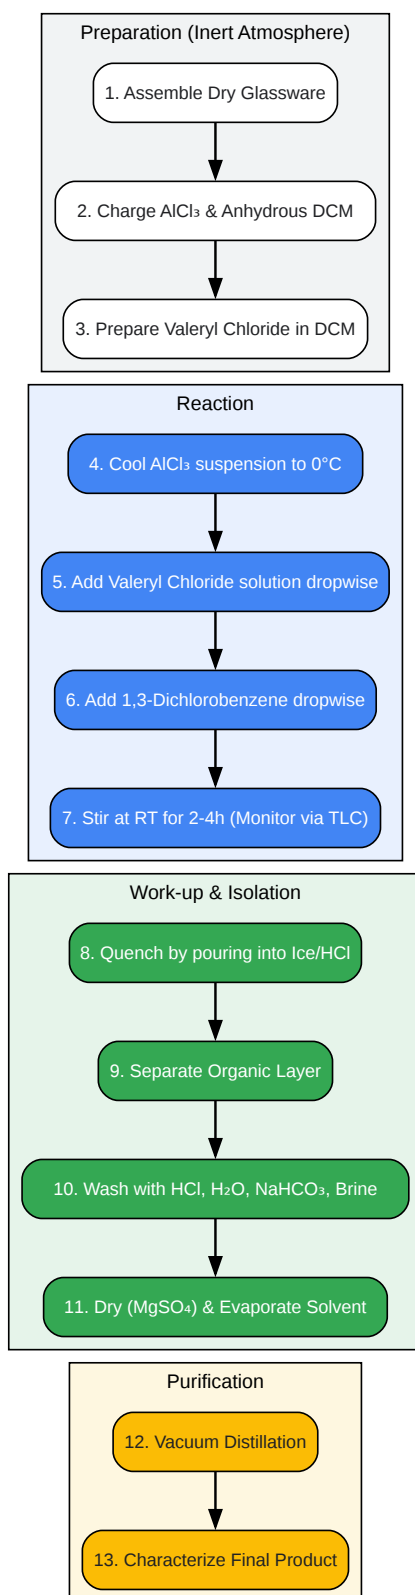 Preparation (Inert Atmosphere)
1. Assemble Dry Glassware
2. Charge AlCl₃ & Anhydrous DCM
3. Prepare Valeryl Chloride in DCM
Reaction
4. Cool AlCl₃ suspension to 0°C
5. Add Valeryl Chloride solution dropwise
6. Add 1,3-Dichlorobenzene dropwise
7. Stir at RT for 2-4h (Monitor via TLC)
Work-up & Isolation
8. Quench by pouring into Ice/HCl
9. Separate Organic Layer
10. Wash with HCl, H₂O, NaHCO₃, Brine
11. Dry (MgSO₄) & Evaporate Solvent
Purification
12. Vacuum Distillation
13. Characterize Final Product